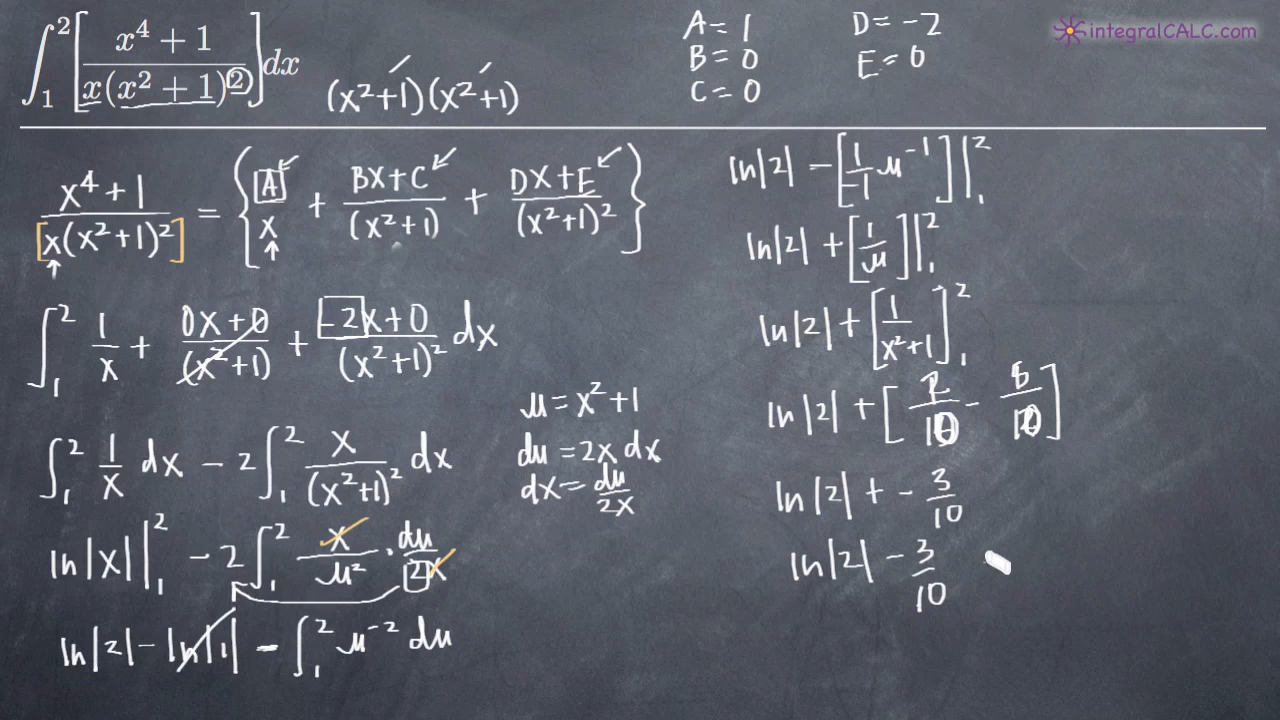 ∫₁² [ (x⁴ + 1) / (x(x² + 1)²) ] dx
(x²+1)(x²+1)
A = 1
B = 0
C = 0
D = -2
E = 0
integralCALC.com
(x⁴+1) / [x(x²+1)²] = { A/x + (Bx+C)/(x²+1) + (Dx+E)/(x²+1)² }
∫₁² 1/x + (0x+0)/(x²+1) + (-2x+0)/(x²+1)² dx
∫₁² 1/x dx - 2 ∫₁² x/(x²+1)² dx
u = x²+1
du = 2x dx
dx = du/2x
ln|x| |₁² - 2 ∫₁² x/u² · du/2x
ln|2| - ln|1| - ∫₁² u⁻² du
ln|2| - [1/-1 u⁻¹] |₁²
ln|2| + [1/u] |₁²
ln|2| + [1/(x²+1)]₁²
ln|2| + [2/10 - 5/10]
ln|2| + - 3/10
ln|2| - 3/10